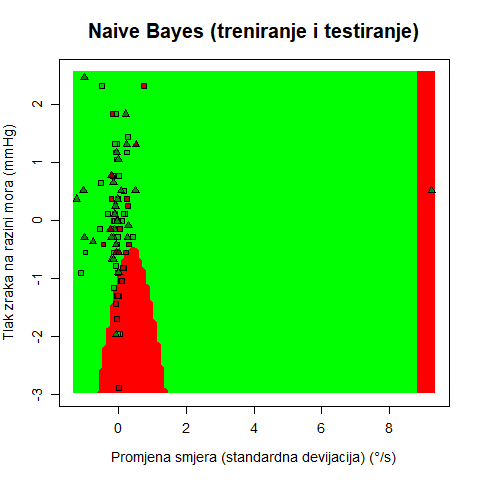 Naive Bayes (treniranje i testiranje)
Tlak zraka na razini mora (mmHg)
2
1
0
-1
-2
-3
0 2 4 6 8
Promjena smjera (standardna devijacija) (°/s)